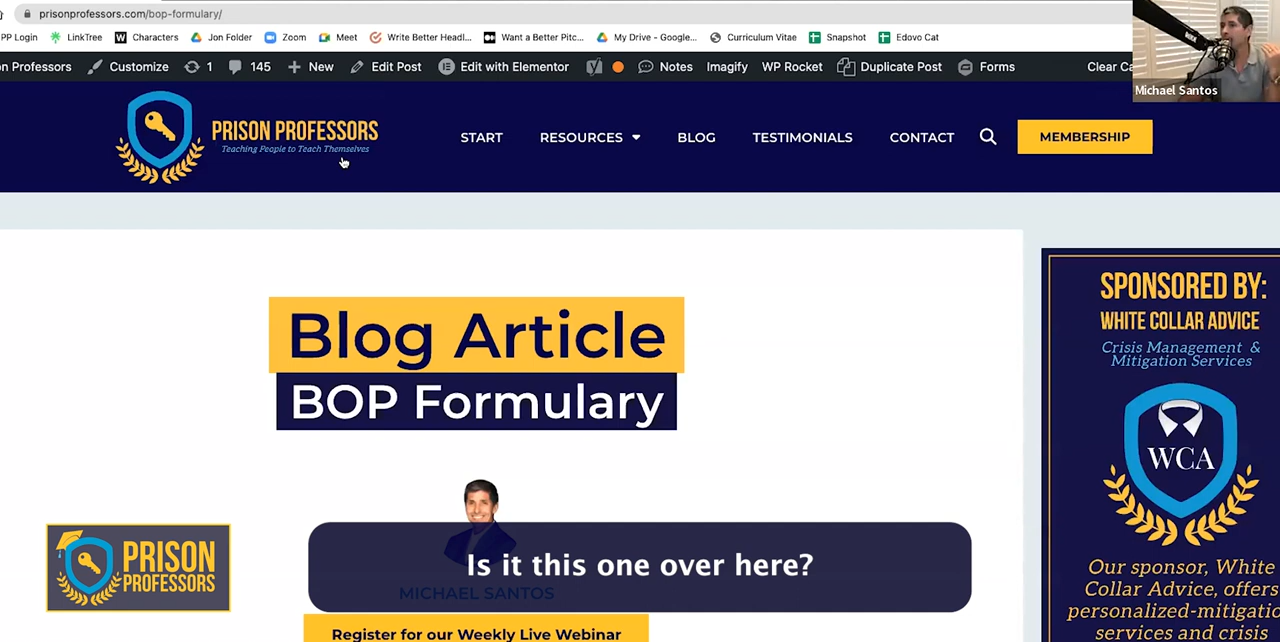 prisonprofessors.com/bop-formulary/
PP Login LinkTree Characters Jon Folder Zoom Meet Write Better Headl... Want a Better Pitc... My Drive - Google... Curriculum Vitae Snapshot Edovo Cat
n Professors Customize 1 145 New Edit Post Edit with Elementor Notes Imagify WP Rocket Duplicate Post Forms Clear Ca
Michael Santos
PRISON PROFESSORS
Teaching People to Teach Themselves
START RESOURCES BLOG TESTIMONIALS CONTACT MEMBERSHIP
Blog Article
BOP Formulary
SPONSORED BY:
WHITE COLLAR ADVICE
Crisis Management &
Mitigation Services
WCA
Our sponsor, White
Collar Advice, offers
personalized-mitigatio
services and crisis
PRISON
PROFESSORS
Is it this one over here?
MICHAEL SANTOS
Register for our Weekly Live Webinar